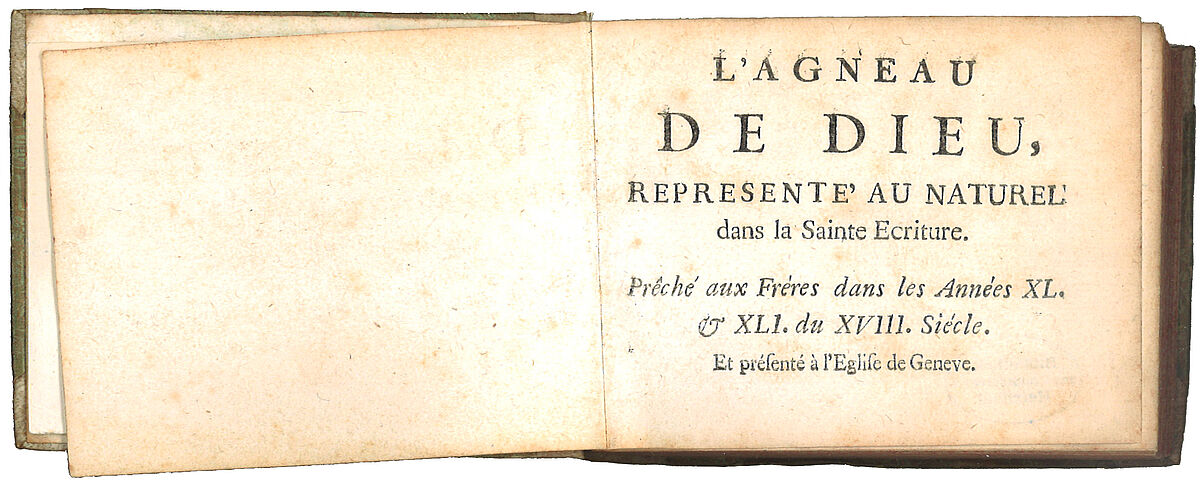 L'AGNEAU
DE DIEU,
REPRESENTE' AU NATUREL
dans la Sainte Ecriture.
Prêché aux Fréres dans les Années XL.
& XLI. du XVIII. Siécle.
Et préſenté à l'Egliſe de Geneve.